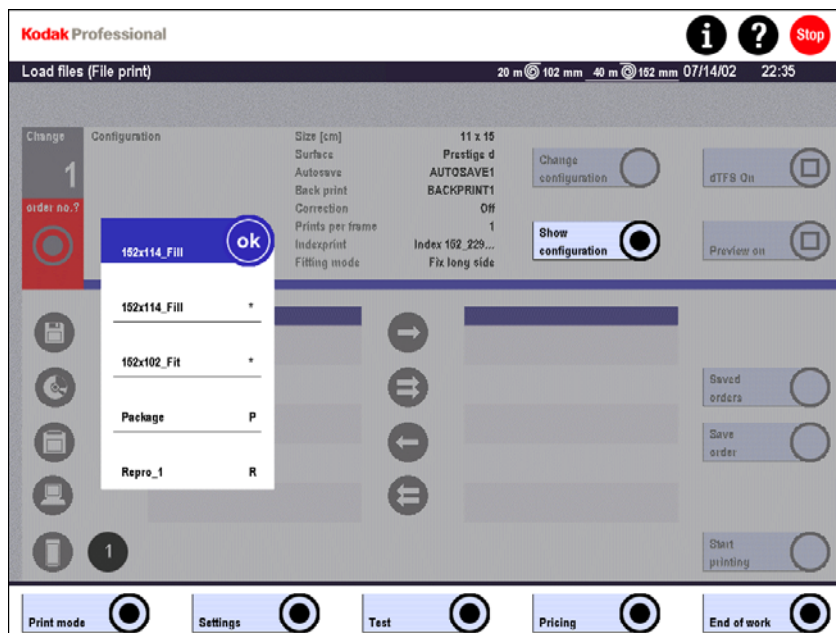 Kodak Professional
i ? Stop
Load files (File print) 20 m 102 mm 40 m 152 mm 07/14/02 22:35
Change
1
order no.?
Configuration
Size [cm] 11 x 15
Surface Prestige d
Autosave AUTOSAVE1
Back print BACKPRINT1
Correction Off
Prints per frame 1
Indexprint Index 152_229...
Fitting mode Fix long side
Change
configuration
Show
configuration
dTFS On
Preview on
152x114_Fill ok
152x114_Fill *
152x102_Fit *
Package P
Repro_1 R
Saved
orders
Save
order
1
Start
printing
Print mode
Settings
Test
Pricing
End of work